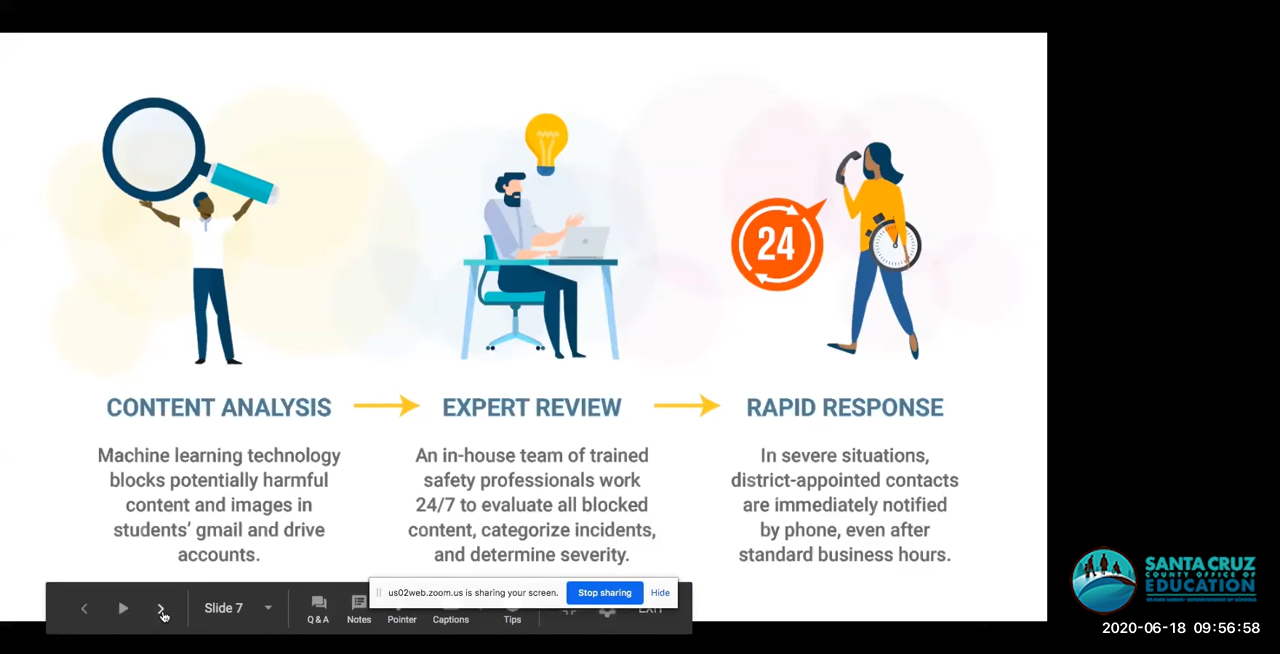 24
CONTENT ANALYSIS
Machine learning technology
blocks potentially harmful
content and images in
students' gmail and drive
accounts.
EXPERT REVIEW
An in-house team of trained
safety professionals work
24/7 to evaluate all blocked
content, categorize incidents,
and determine severity.
RAPID RESPONSE
In severe situations,
district-appointed contacts
are immediately notified
by phone, even after
standard business hours.
us02web.zoom.us is sharing your screen.
Stop sharing
Hide
Slide 7
Q & A
Notes
Pointer
Captions
Tips
EXIT
SANTA CRUZ
COUNTY OFFICE OF
EDUCATION
2020-06-18 09:56:58